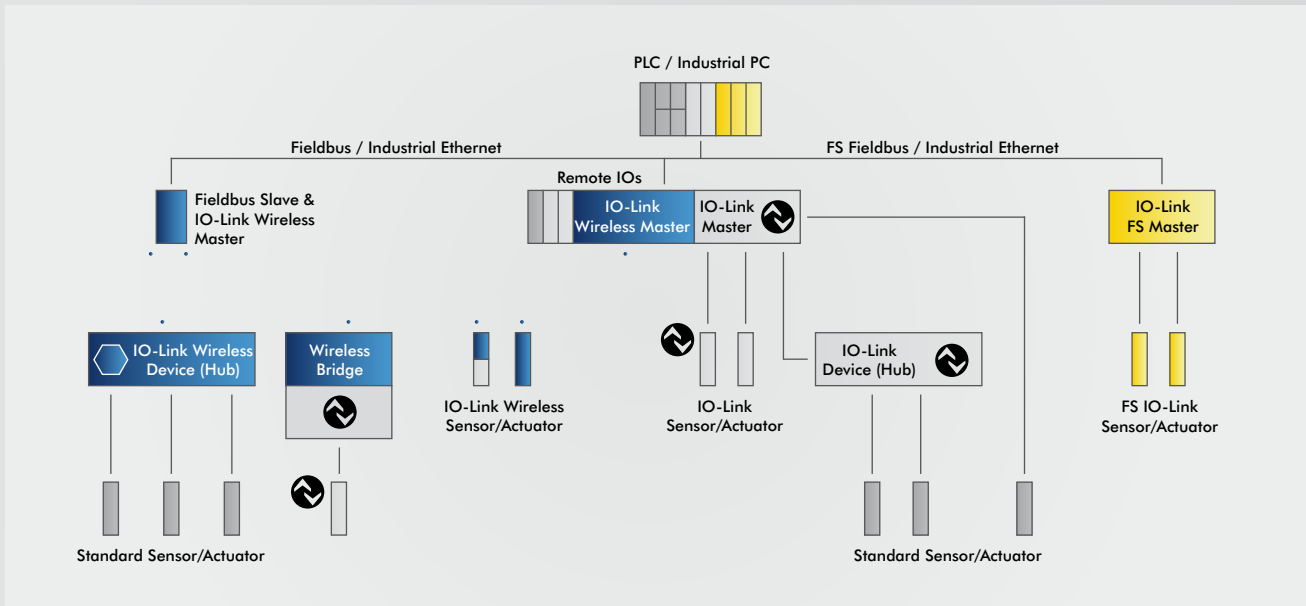 PLC / Industrial PC
Fieldbus / Industrial Ethernet
FS Fieldbus / Industrial Ethernet
Remote IOs
Fieldbus Slave &
IO-Link Wireless
Master
IO-Link
Wireless Master
IO-Link
Master
IO-Link
FS Master
IO-Link Wireless
Device (Hub)
Wireless
Bridge
IO-Link Wireless
Sensor/Actuator
IO-Link
Sensor/Actuator
IO-Link
Device (Hub)
FS IO-Link
Sensor/Actuator
Standard Sensor/Actuator
Standard Sensor/Actuator